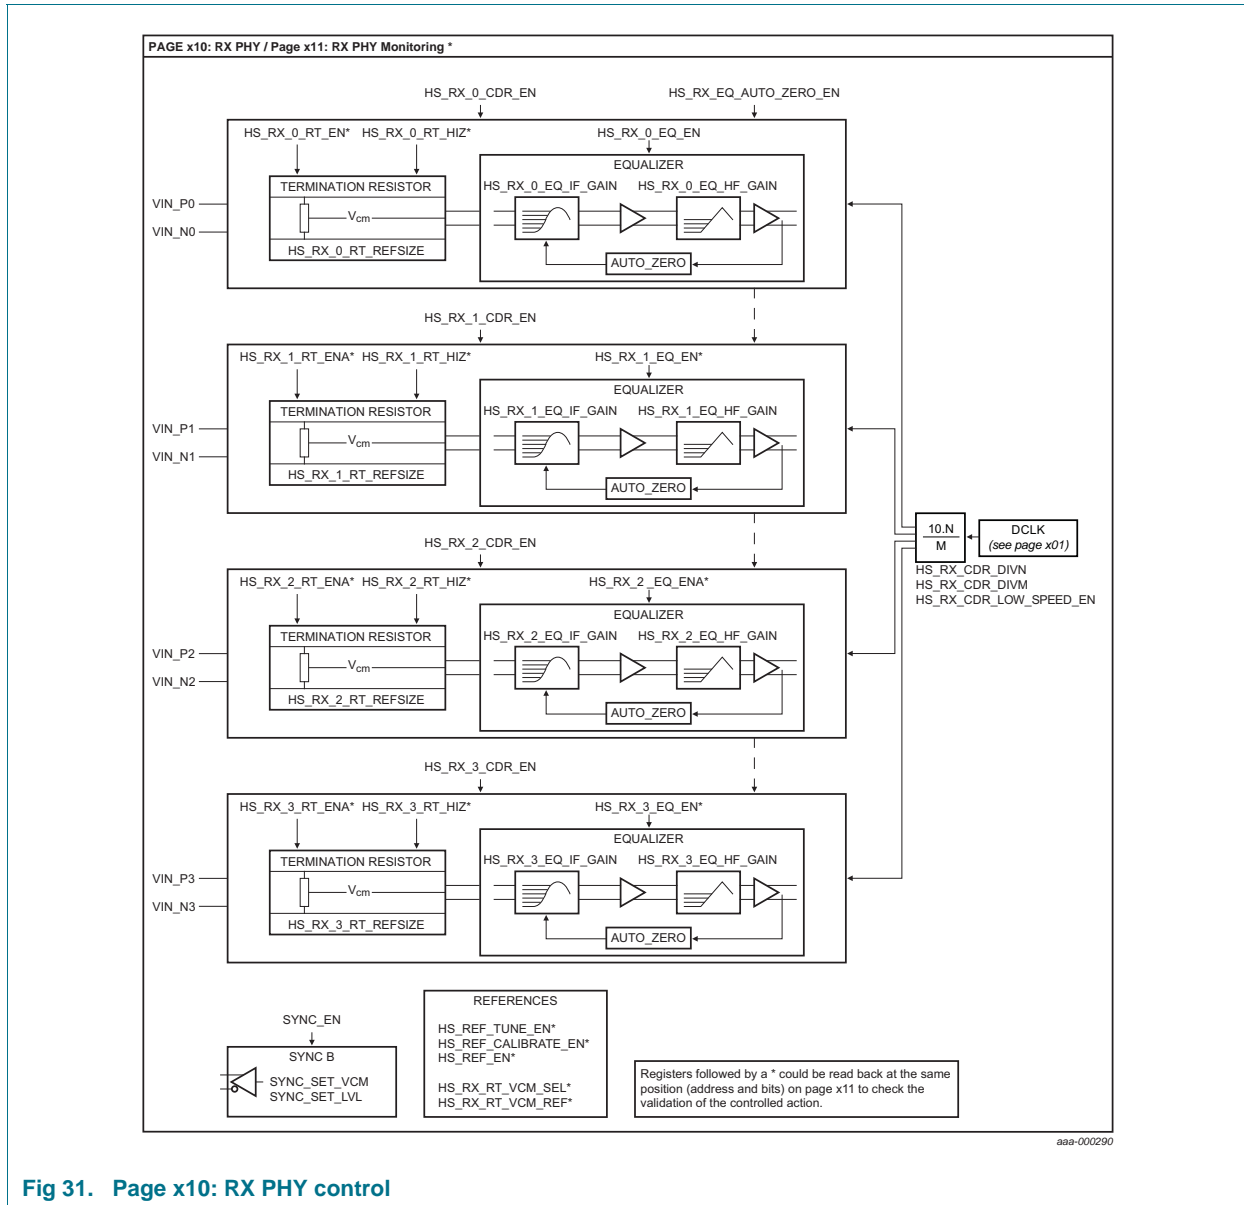 PAGE x10: RX PHY / Page x11: RX PHY Monitoring *
HS_RX_0_CDR_EN
HS_RX_EQ_AUTO_ZERO_EN
HS_RX_0_RT_EN*
HS_RX_0_RT_HIZ*
HS_RX_0_EQ_EN
EQUALIZER
TERMINATION RESISTOR
HS_RX_0_EQ_IF_GAIN
HS_RX_0_EQ_HF_GAIN
VIN_P0
Vcm
VIN_N0
HS_RX_0_RT_REFSIZE
AUTO_ZERO
HS_RX_1_CDR_EN
HS_RX_1_RT_ENA*
HS_RX_1_RT_HIZ*
HS_RX_1_EQ_EN*
EQUALIZER
TERMINATION RESISTOR
HS_RX_1_EQ_IF_GAIN
HS_RX_1_EQ_HF_GAIN
VIN_P1
Vcm
VIN_N1
HS_RX_1_RT_REFSIZE
AUTO_ZERO
10.N
M
DCLK
(see page x01)
HS_RX_CDR_DIVN
HS_RX_CDR_DIVM
HS_RX_CDR_LOW_SPEED_EN
HS_RX_2_CDR_EN
HS_RX_2_RT_ENA*
HS_RX_2_RT_HIZ*
HS_RX_2 _EQ_ENA*
EQUALIZER
TERMINATION RESISTOR
HS_RX_2_EQ_IF_GAIN
HS_RX_2_EQ_HF_GAIN
VIN_P2
Vcm
VIN_N2
HS_RX_2_RT_REFSIZE
AUTO_ZERO
HS_RX_3_CDR_EN
HS_RX_3_RT_ENA*
HS_RX_3_RT_HIZ*
HS_RX_3_EQ_EN*
EQUALIZER
TERMINATION RESISTOR
HS_RX_3_EQ_IF_GAIN
HS_RX_3_EQ_HF_GAIN
VIN_P3
Vcm
VIN_N3
HS_RX_3_RT_REFSIZE
AUTO_ZERO
SYNC_EN
SYNC B
SYNC_SET_VCM
SYNC_SET_LVL
REFERENCES
HS_REF_TUNE_EN*
HS_REF_CALIBRATE_EN*
HS_REF_EN*
HS_RX_RT_VCM_SEL*
HS_RX_RT_VCM_REF*
Registers followed by a * could be read back at the same
position (address and bits) on page x11 to check the
validation of the controlled action.
aaa-000290
Fig 31. Page x10: RX PHY control